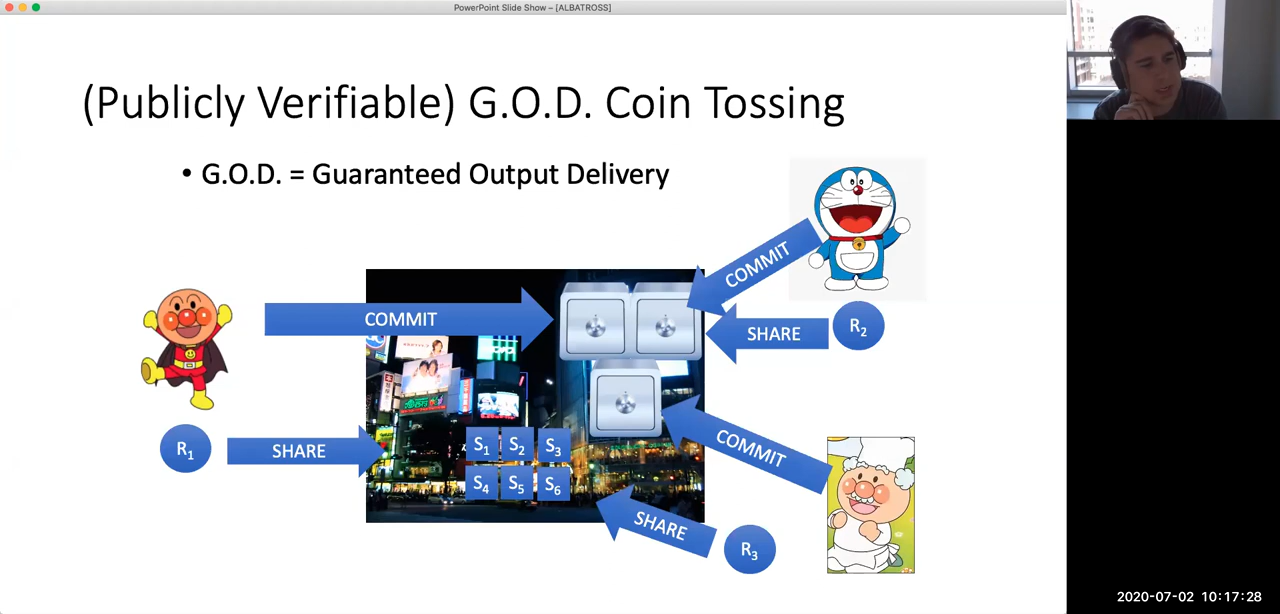 PowerPoint Slide Show – [ALBATROSS]
(Publicly Verifiable) G.O.D. Coin Tossing
• G.O.D. = Guaranteed Output Delivery
COMMIT
COMMIT
SHARE
R2
COMMIT
R1
SHARE
S1 S2 S3
S4 S5 S6
SHARE
R3
2020-07-02 10:17:28